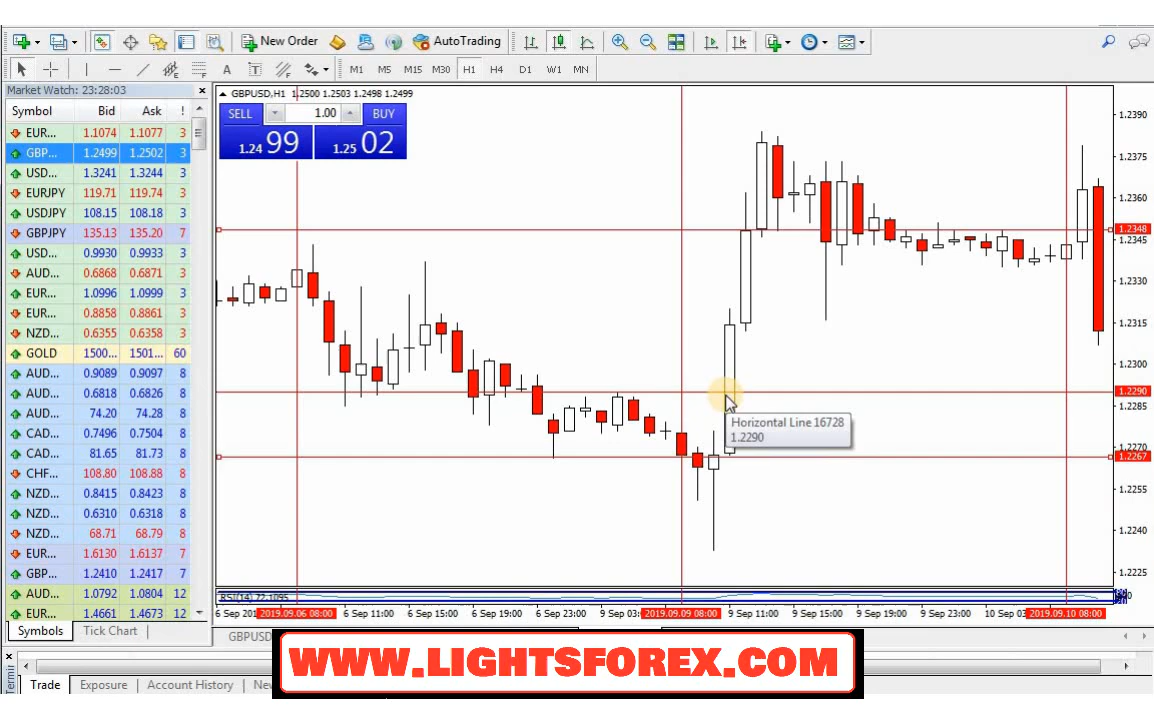 New Order AutoTrading
A T M1 M5 M15 M30 H1 H4 D1 W1 MN
Market Watch: 23:28:03
Symbol Bid Ask !
EUR... 1.1074 1.1077 3
GBP... 1.2499 1.2502 3
USD... 1.3241 1.3244 3
EURJPY 119.71 119.74 3
USDJPY 108.15 108.18 3
GBPJPY 135.13 135.20 7
USD... 0.9930 0.9933 3
AUD... 0.6868 0.6871 3
EUR... 1.0996 1.0999 3
EUR... 0.8858 0.8861 3
NZD... 0.6355 0.6358 3
GOLD 1500... 1501... 60
AUD... 0.9089 0.9097 8
AUD... 0.6818 0.6826 8
AUD... 74.20 74.28 8
CAD... 0.7496 0.7504 8
CAD... 81.65 81.73 8
CHF... 108.80 108.88 8
NZD... 0.8415 0.8423 8
NZD... 0.6310 0.6318 8
NZD... 68.71 68.79 8
EUR... 1.6130 1.6137 7
GBP... 1.2410 1.2417 7
AUD... 1.0792 1.0804 12
EUR... 1.4661 1.4673 12
Symbols Tick Chart
GBPUSD,H1 1.2500 1.2503 1.2498 1.2499
SELL 1.00 BUY
1.24 99 1.25 02
1.2390
1.2375
1.2360
1.2348
1.2345
1.2330
1.2315
1.2300
1.2290
1.2285
1.2270
1.2267
1.2255
1.2240
1.2225
Horizontal Line 16728
1.2290
RSI(14) 72.1095
6 Sep 201 2019.09.06 08:00 6 Sep 11:00 6 Sep 15:00 6 Sep 19:00 6 Sep 23:00 9 Sep 03: 2019.09.09 08:00 9 Sep 11:00 9 Sep 15:00 9 Sep 19:00 9 Sep 23:00 10 Sep 03 2019.09.10 08:00
GBPUSD
WWW.LIGHTSFOREX.COM
Termi
Trade Exposure Account History Ne